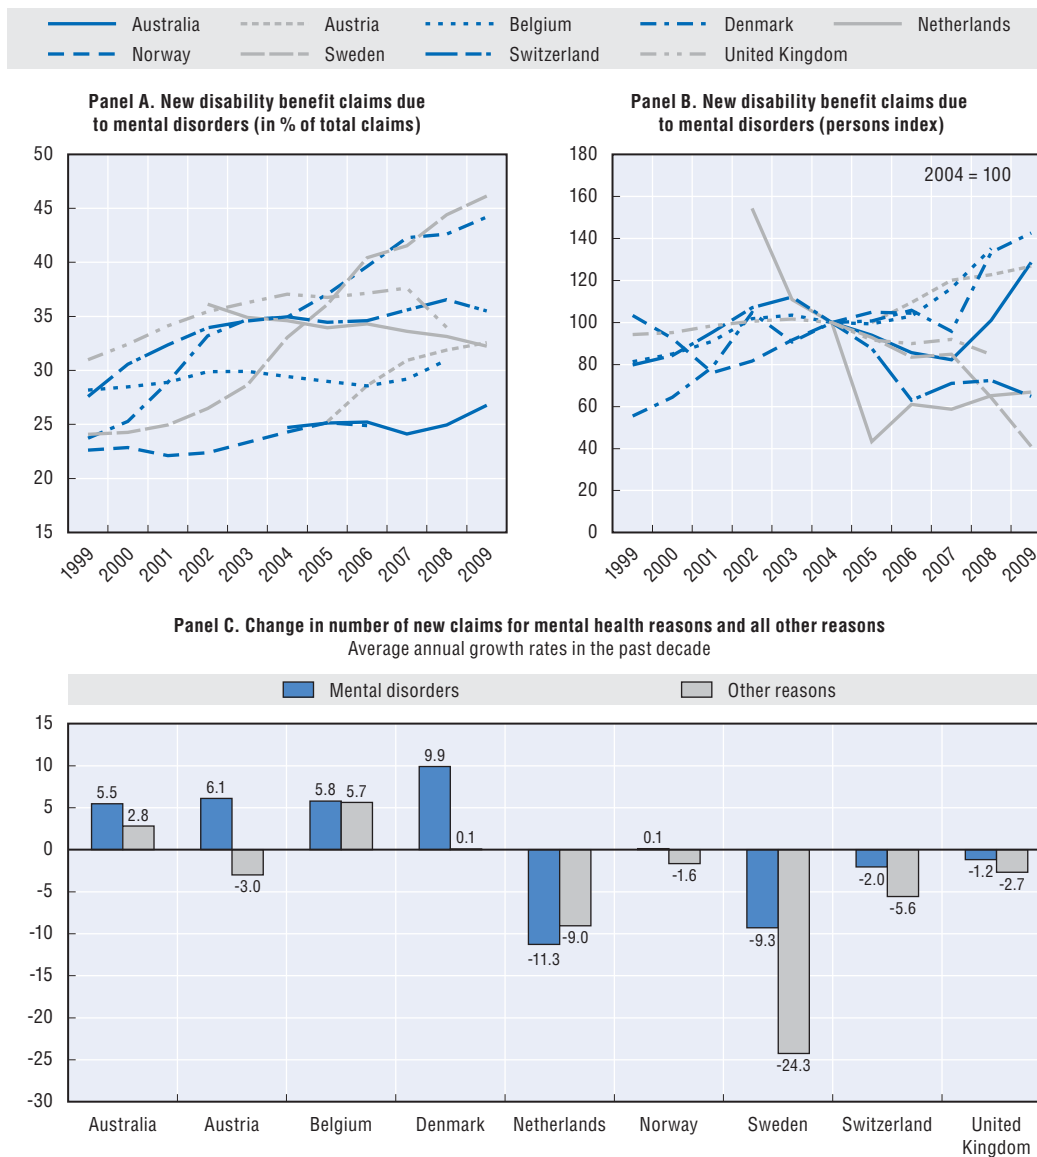 Australia Austria Belgium Denmark Netherlands
Norway Sweden Switzerland United Kingdom
Panel A. New disability benefit claims due
to mental disorders (in % of total claims)
50
45
40
35
30
25
20
15
1999 2000 2001 2002 2003 2004 2005 2006 2007 2008 2009
Panel B. New disability benefit claims due
to mental disorders (persons index)
180
2004 = 100
160
140
120
100
80
60
40
20
0
1999 2000 2001 2002 2003 2004 2005 2006 2007 2008 2009
Panel C. Change in number of new claims for mental health reasons and all other reasons
Average annual growth rates in the past decade
Mental disorders Other reasons
15
10
5
0
-5
-10
-15
-20
-25
-30
5.5 2.8
6.1 -3.0
5.8 5.7
9.9 0.1
-11.3 -9.0
0.1 -1.6
-9.3 -24.3
-2.0 -5.6
-1.2 -2.7
Australia Austria Belgium Denmark Netherlands Norway Sweden Switzerland United
Kingdom